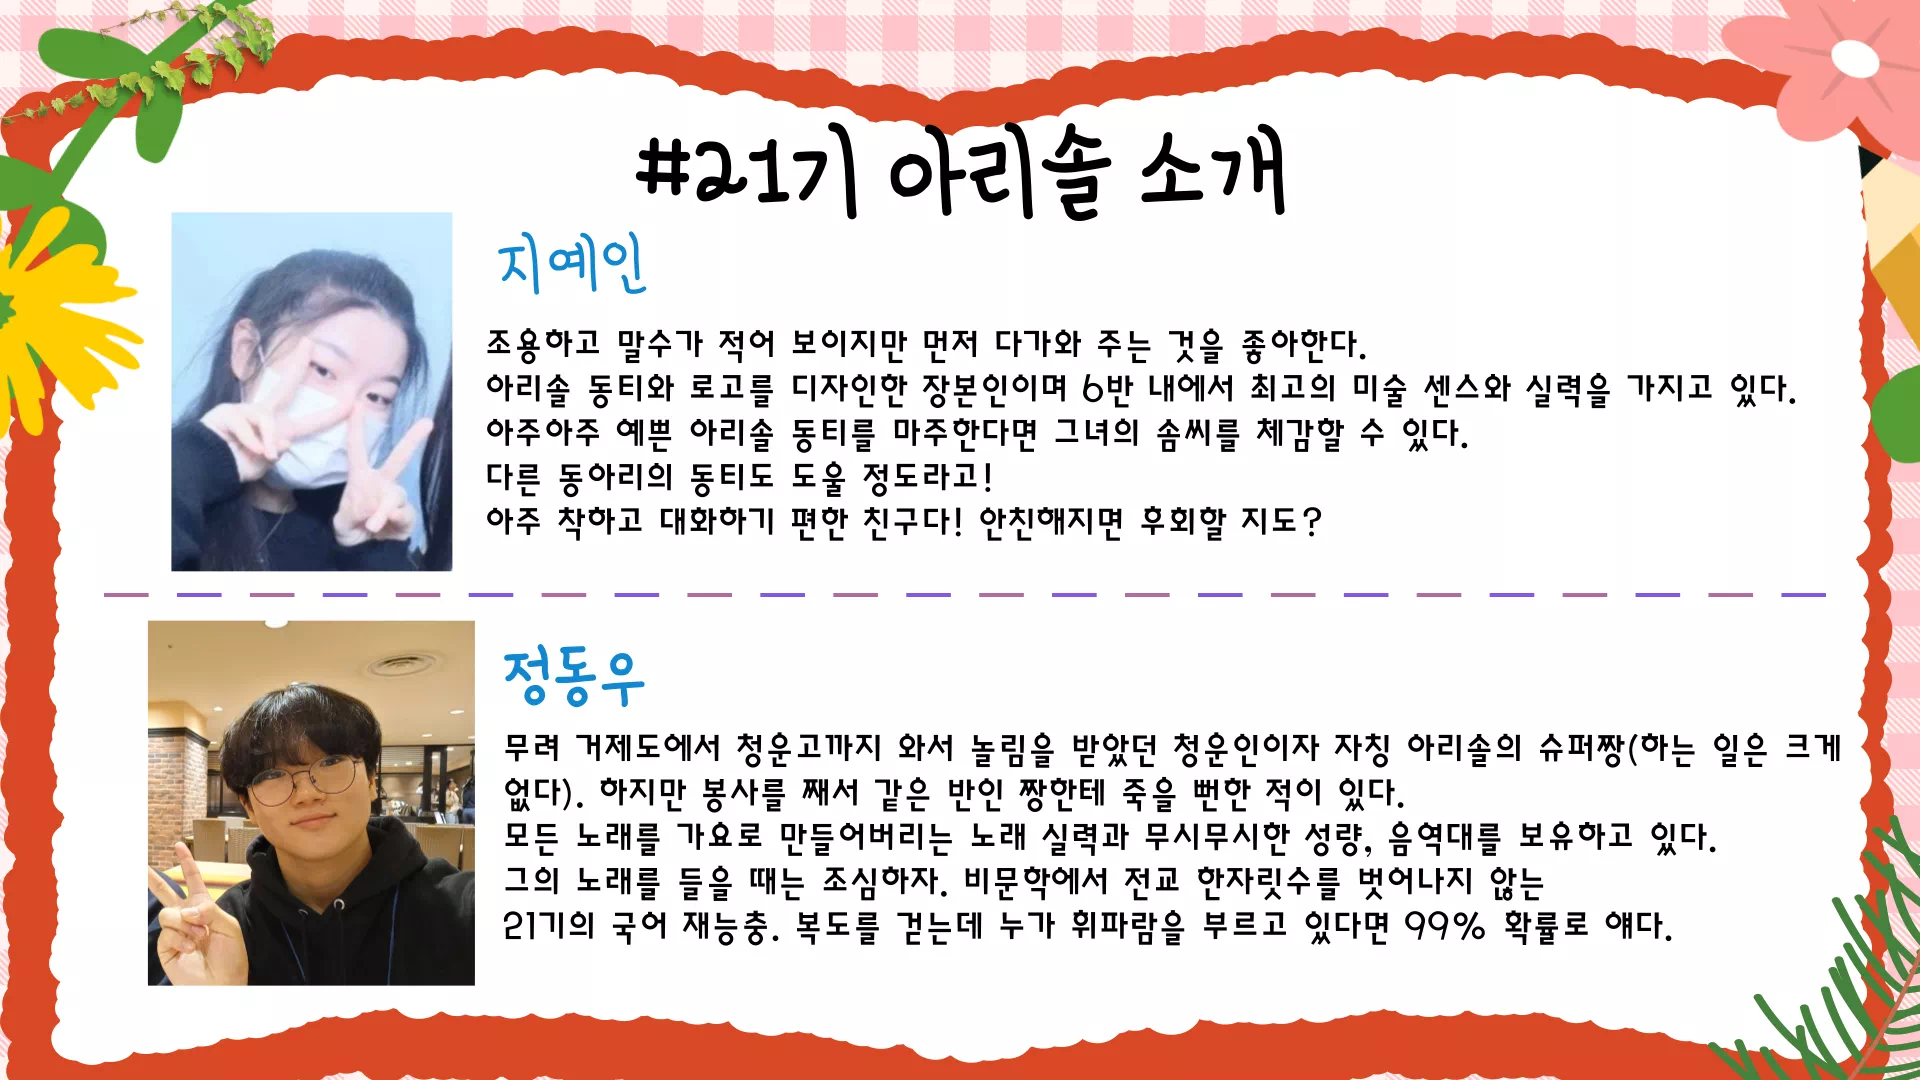 #21기 아리솔 소개
지예인
조용하고 말수가 적어 보이지만 먼저 다가와 주는 것을 좋아한다.
아리솔 동티와 로고를 디자인한 장본인이며 6반 내에서 최고의 미술 센스와 실력을 가지고 있다.
아주아주 예쁜 아리솔 동티를 마주한다면 그녀의 솜씨를 체감할 수 있다.
다른 동아리의 동티도 도울 정도라고!
아주 착하고 대화하기 편한 친구다! 안친해지면 후회할 지도?
정동우
무려 거제도에서 청운고까지 와서 놀림을 받았던 청운인이자 자칭 아리솔의 슈퍼짱(하는 일은 크게
없다). 하지만 봉사를 째서 같은 반인 짱한테 죽을 뻔한 적이 있다.
모든 노래를 가요로 만들어버리는 노래 실력과 무시무시한 성량, 음역대를 보유하고 있다.
그의 노래를 들을 때는 조심하자. 비문학에서 전교 한자릿수를 벗어나지 않는
21기의 국어 재능충. 복도를 걷는데 누가 휘파람을 부르고 있다면 99% 확률로 얘다.